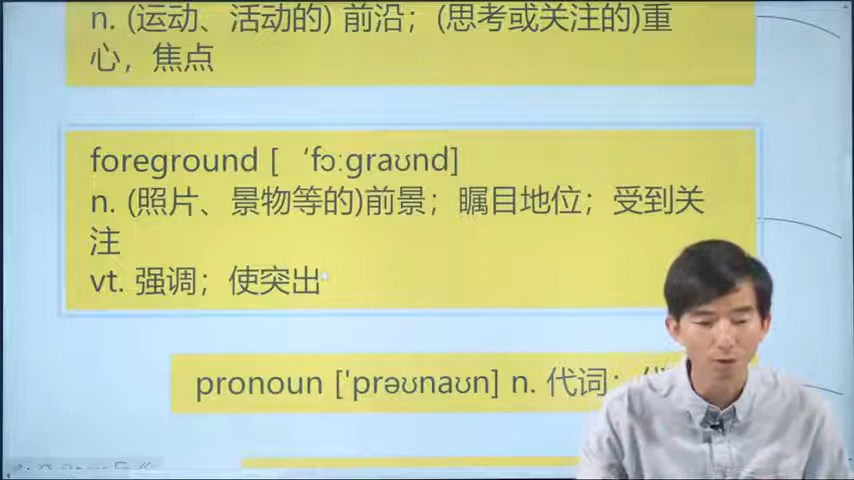 n. (运动、活动的) 前沿；(思考或关注的)重
心，焦点
foreground [ ‘fɔːgraʊnd]
n. (照片、景物等的)前景；瞩目地位；受到关
注
vt. 强调；使突出
pronoun ['prəʊnaʊn] n. 代词；